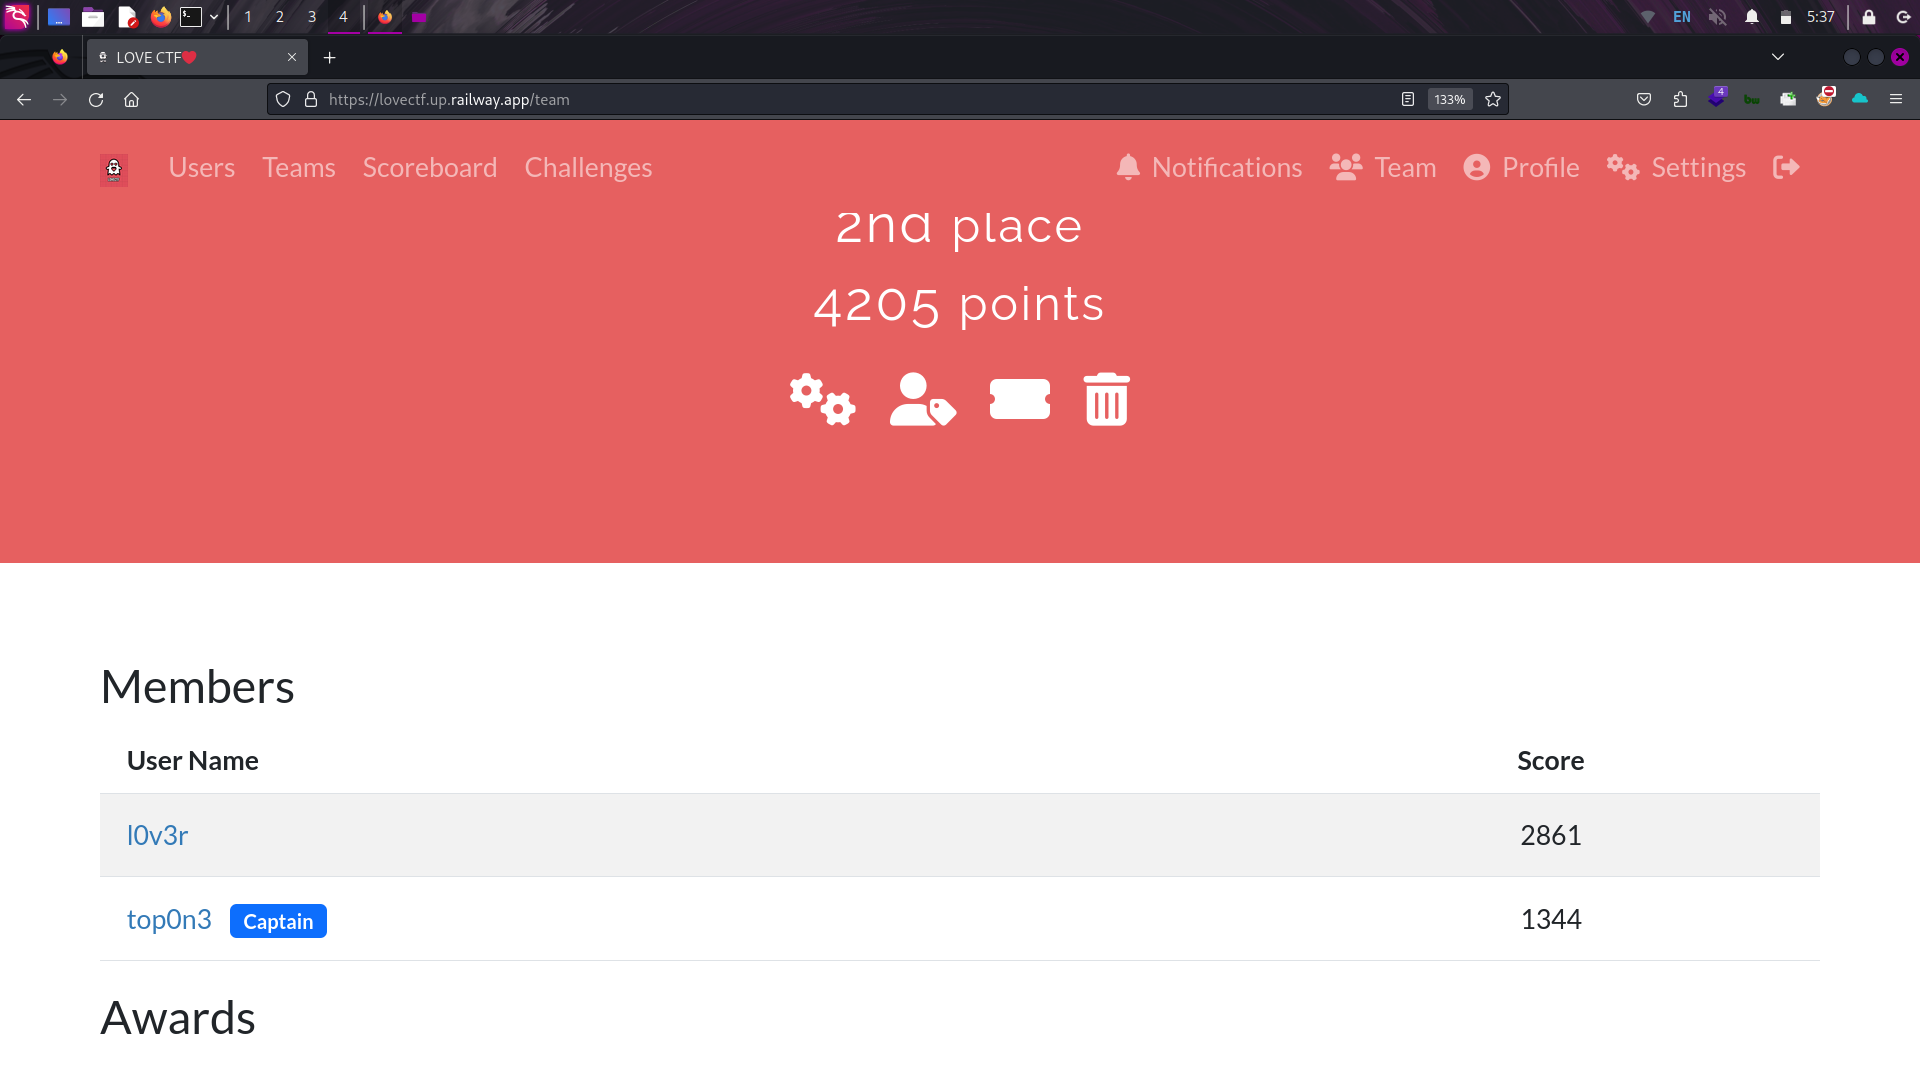 1 2 3 4 EN 5:37
LOVE CTF❤
https://lovectf.up.railway.app/team 133% 4
Users Teams Scoreboard Challenges Notifications Team Profile Settings
2nd place
4205 points
Members
User Name Score
l0v3r 2861
top0n3 Captain 1344
Awards